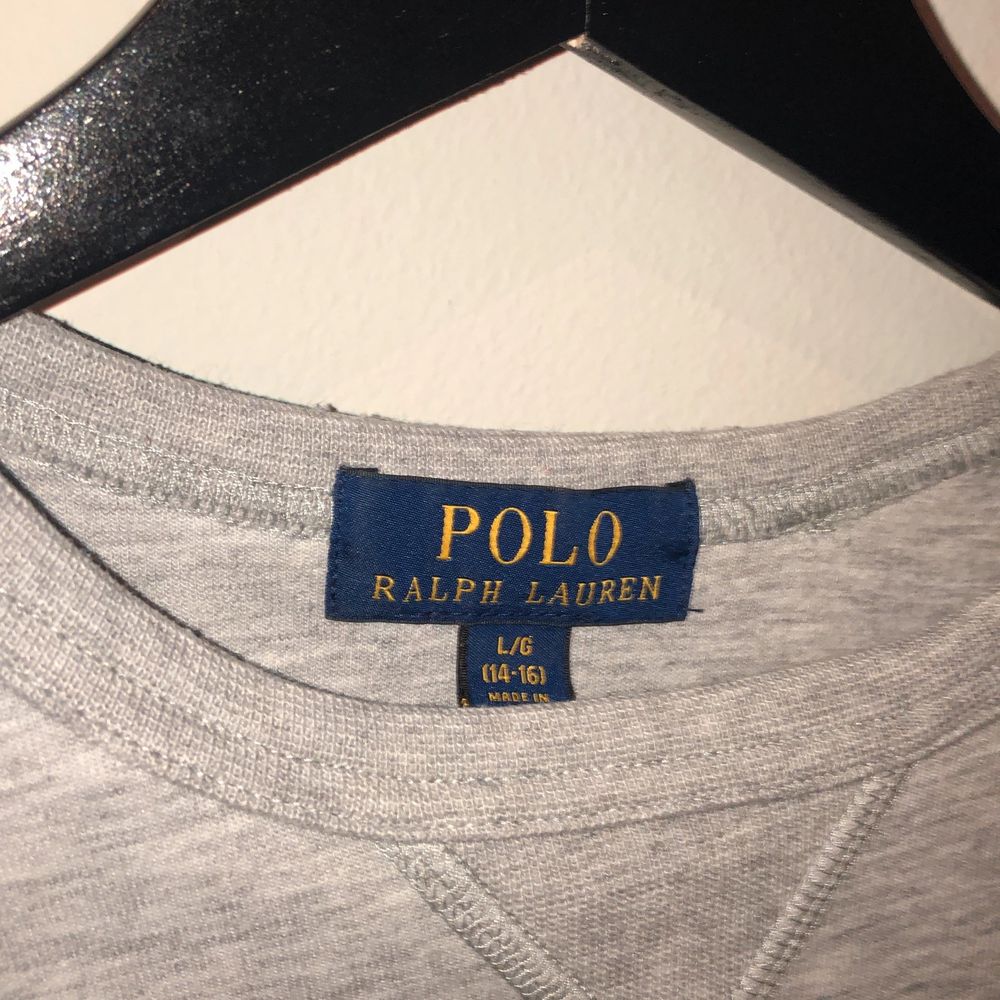 POLO
RALPH LAUREN
L/G
(14-16)
MADE IN